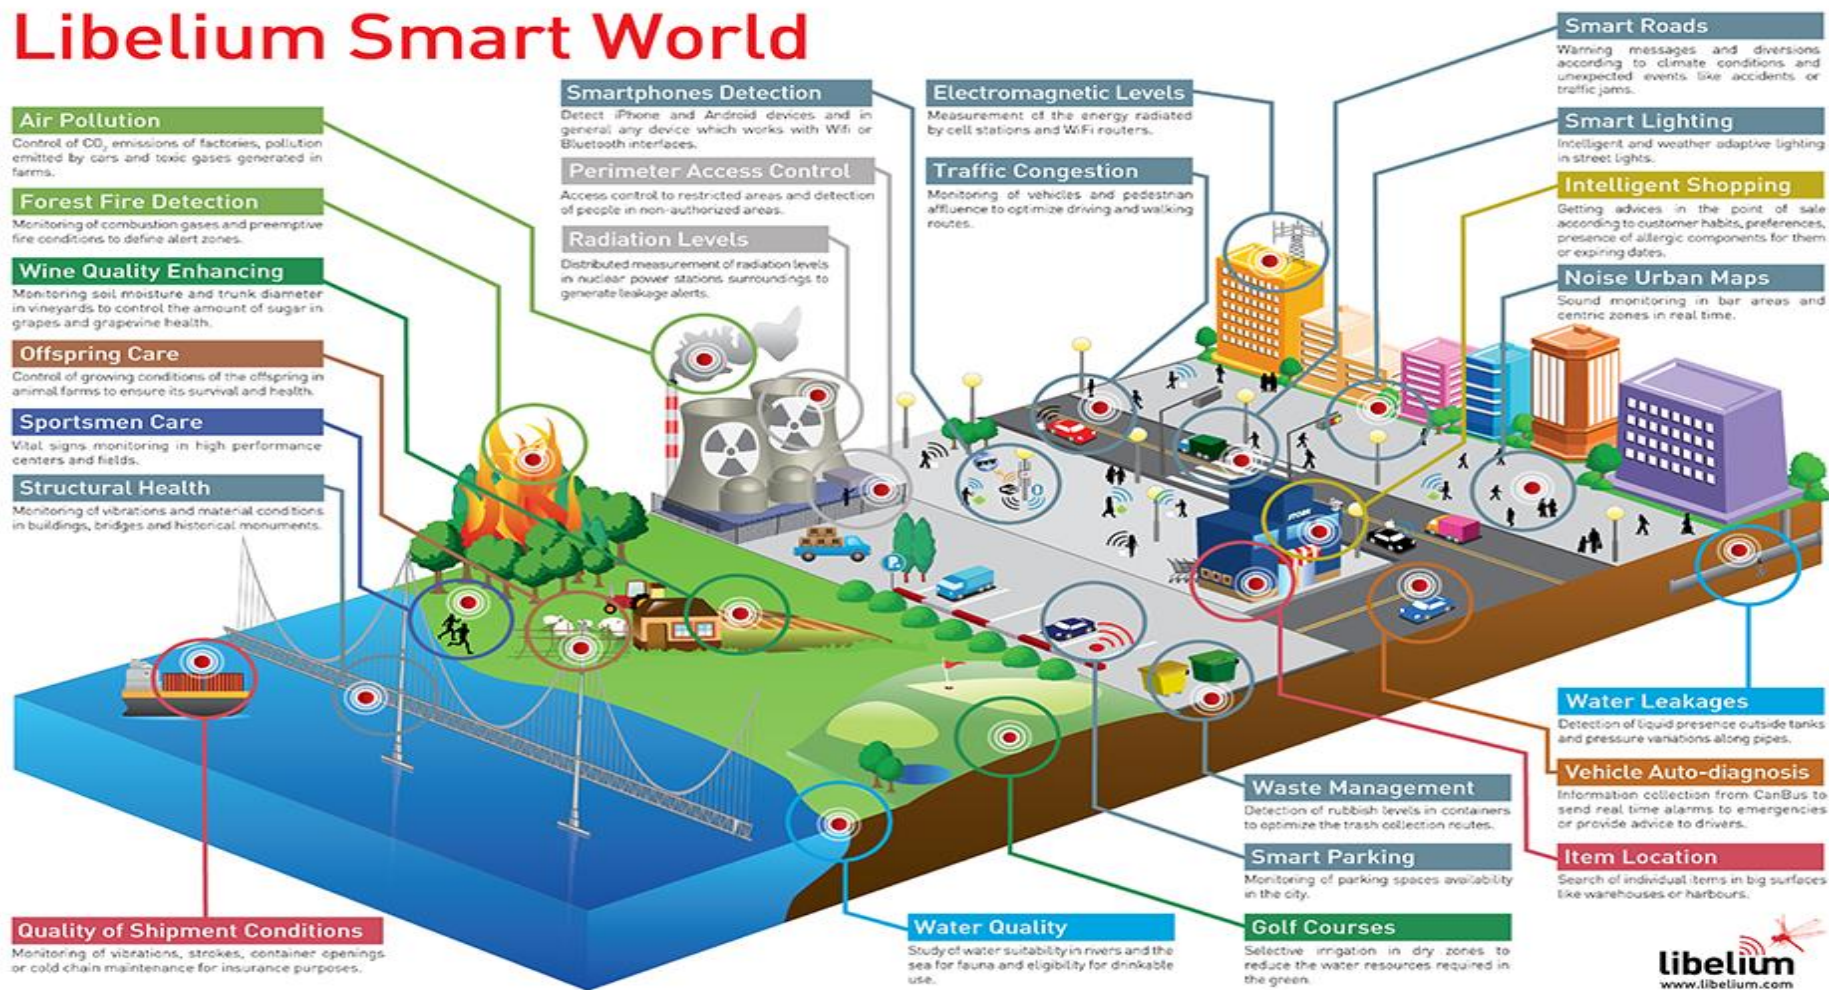 Libelium Smart World
Air Pollution
Control of CO₂ emissions of factories, pollution
emitted by cars and toxic gases generated in
farms.
Forest Fire Detection
Monitoring of combustion gases and preemptive
fire conditions to define alert zones.
Wine Quality Enhancing
Monitoring soil moisture and trunk diameter
in vineyards to control the amount of sugar in
grapes and grapevine health.
Offspring Care
Control of growing conditions of the offspring in
animal farms to ensure its survival and health.
Sportsmen Care
Vital signs monitoring in high performance
centers and fields.
Structural Health
Monitoring of vibrations and material conditions
in buildings, bridges and historical monuments.
Quality of Shipment Conditions
Monitoring of vibrations, strokes, container openings
or cold chain maintenance for insurance purposes.
Smartphones Detection
Detect iPhone and Android devices and in
general any device which works with Wifi or
Bluetooth interfaces.
Perimeter Access Control
Access control to restricted areas and detection
of people in non-authorized areas.
Radiation Levels
Distributed measurement of radiation levels
in nuclear power stations surroundings to
generate leakage alerts.
Electromagnetic Levels
Measurement of the energy radiated
by cell stations and WiFi routers.
Traffic Congestion
Monitoring of vehicles and pedestrian
affluence to optimize driving and walking
routes.
Smart Roads
Warning messages and diversions
according to climate conditions and
unexpected events like accidents or
traffic jams.
Smart Lighting
Intelligent and weather adaptive lighting
in street lights.
Intelligent Shopping
Getting advices in the point of sale
according to customer habits, preferences,
presence of allergic components for them
or expiring dates.
Noise Urban Maps
Sound monitoring in bar areas and
centric zones in real time.
P
STORE
Water Leakages
Detection of liquid presence outside tanks
and pressure variations along pipes.
Vehicle Auto-diagnosis
Information collection from CanBus to
send real time alarms to emergencies
or provide advice to drivers.
Item Location
Search of individual items in big surfaces
like warehouses or harbours.
Waste Management
Detection of rubbish levels in containers
to optimize the trash collection routes.
Smart Parking
Monitoring of parking spaces availability
in the city.
Golf Courses
Selective irrigation in dry zones to
reduce the water resources required in
the green.
Water Quality
Study of water suitability in rivers and the
sea for fauna and eligibility for drinkable
use.
libelium
www.libelium.com